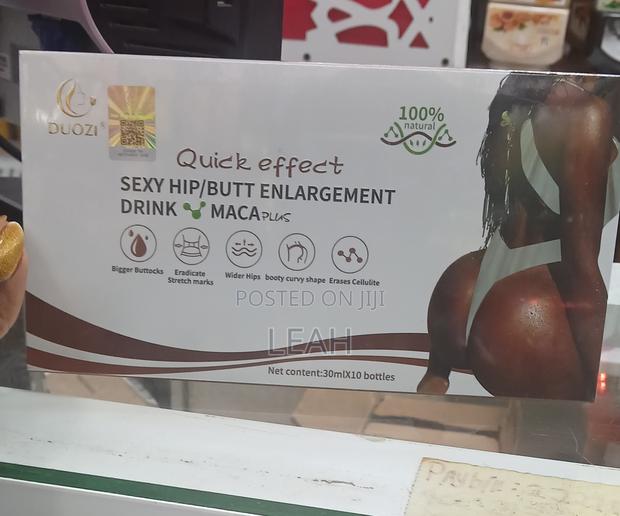 DUOZI
100%
natural
Quick effect
SEXY HIP/BUTT ENLARGEMENT
DRINK MACA PLUS
Bigger Buttocks
Eradicate
Stretch marks
Wider Hips
booty curvy shape
Erases Cellulite
POSTED ON JIJI
LEAH
Net content:30mlX10 bottles